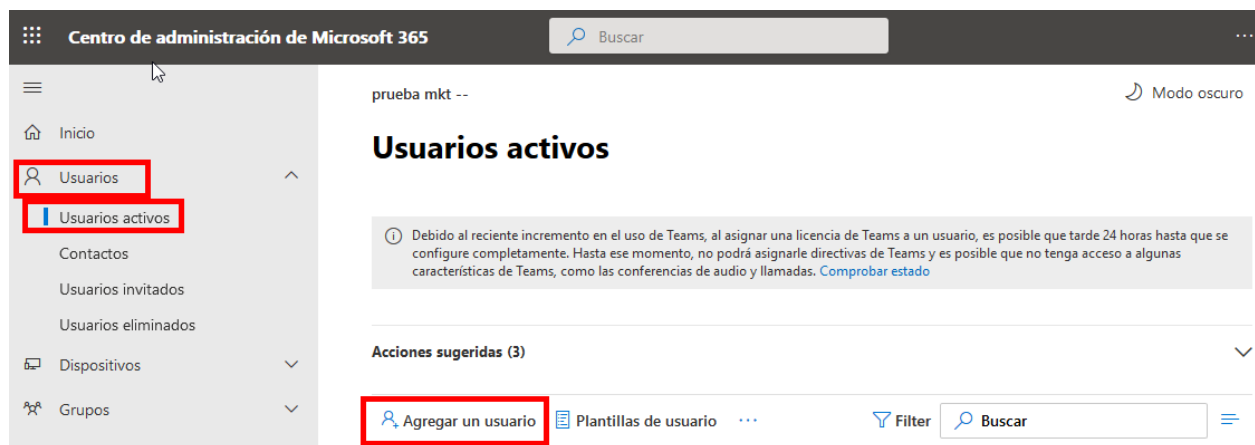 Centro de administración de Microsoft 365
Buscar
prueba mkt --
Modo oscuro
Inicio
Usuarios activos
Usuarios
Usuarios activos
Contactos
Usuarios invitados
Usuarios eliminados
Dispositivos
Grupos
Debido al reciente incremento en el uso de Teams, al asignar una licencia de Teams a un usuario, es posible que tarde 24 horas hasta que se
configure completamente. Hasta ese momento, no podrá asignarle directivas de Teams y es posible que no tenga acceso a algunas
características de Teams, como las conferencias de audio y llamadas. Comprobar estado
Acciones sugeridas (3)
Agregar un usuario
Plantillas de usuario
Filter
Buscar